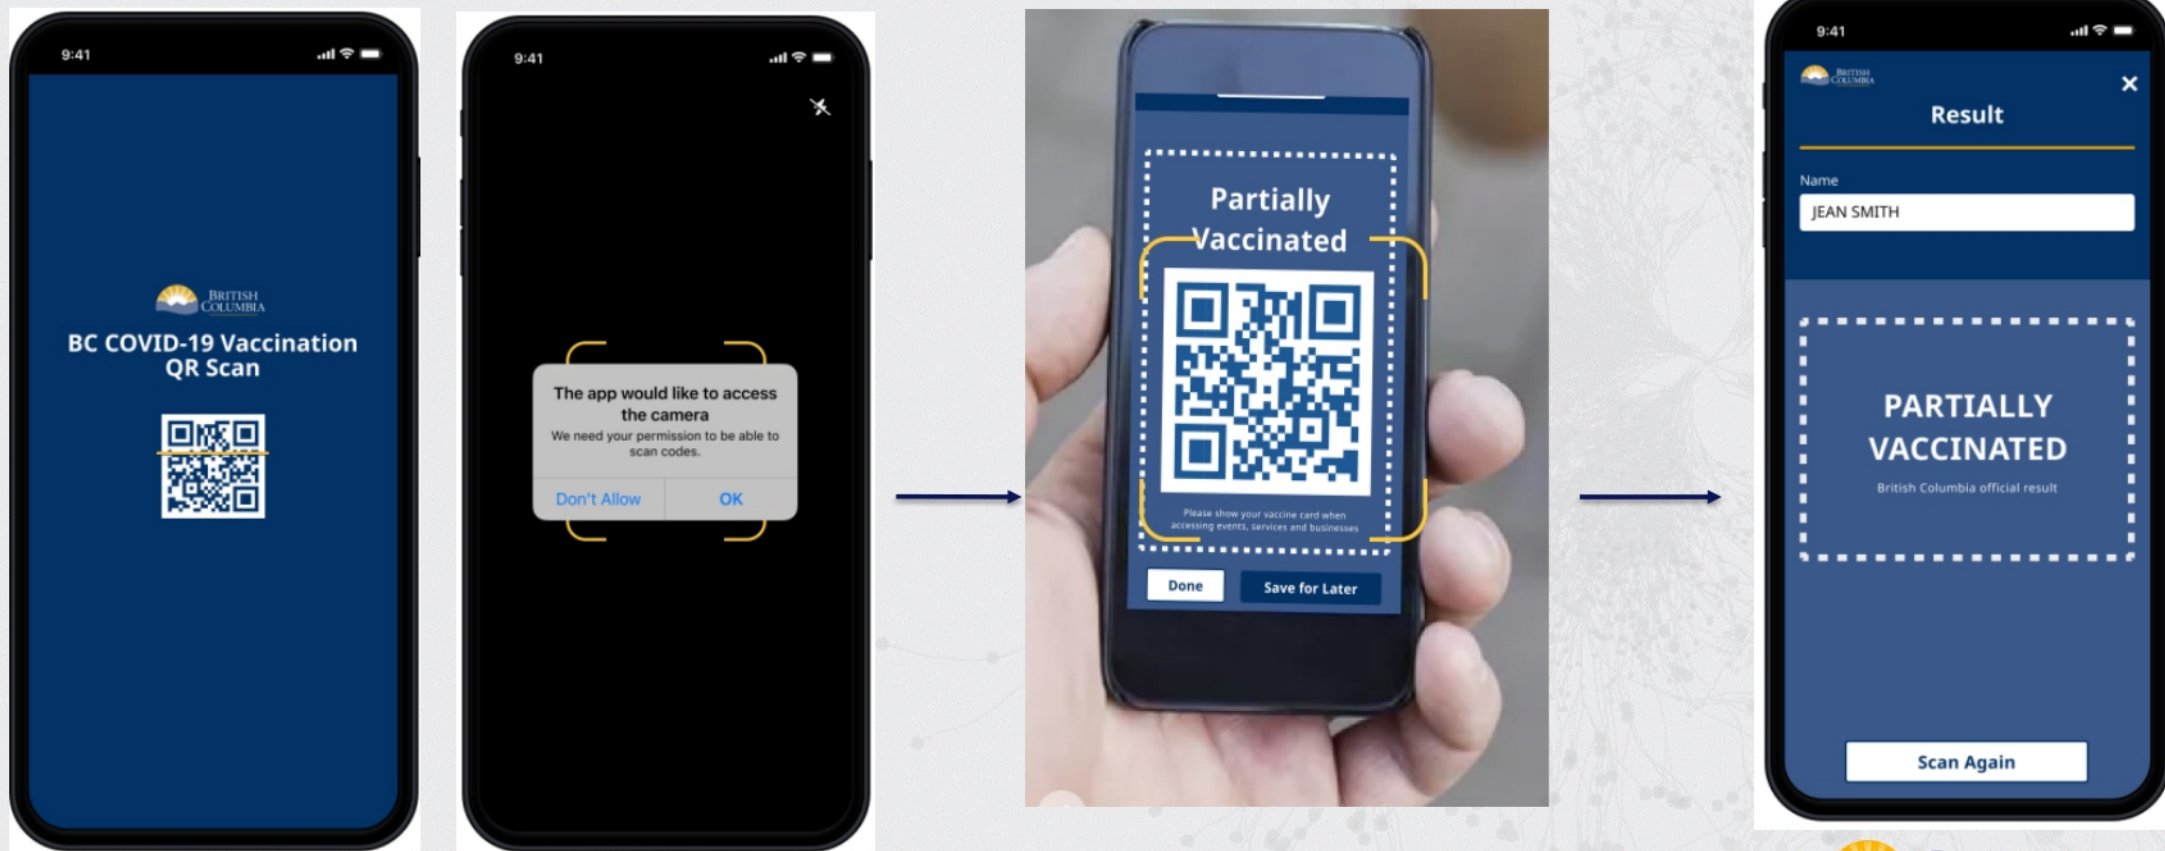 9:41
BRITISH
COLUMBIA
BC COVID-19 Vaccination
QR Scan
9:41
The app would like to access
the camera
We need your permission to be able to
scan codes.
Don't Allow
OK
Partially
Vaccinated
Please show your vaccine card when
accessing events, services and businesses
Done
Save for Later
9:41
BRITISH
COLUMBIA
Result
Name
JEAN SMITH
PARTIALLY
VACCINATED
British Columbia official result
Scan Again